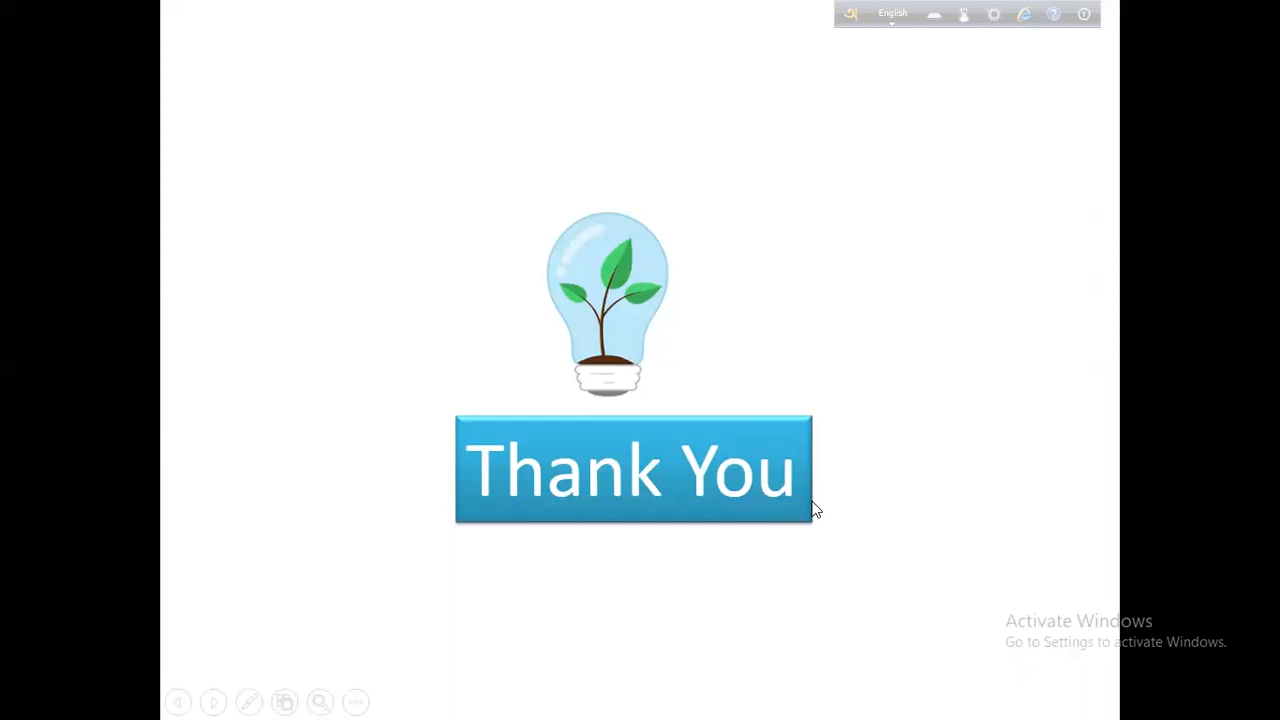 অ English
Thank You
Activate Windows
Go to Settings to activate Windows.